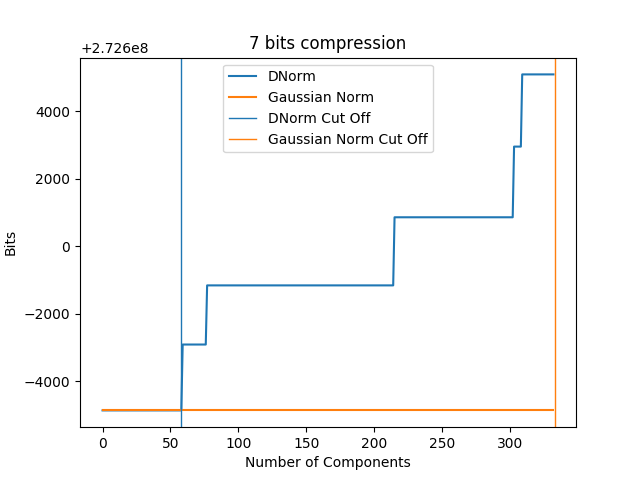 7 bits compression
+2.726e8
DNorm
Gaussian Norm
DNorm Cut Off
Gaussian Norm Cut Off
4000
2000
0
−2000
−4000
Bits
0 50 100 150 200 250 300
Number of Components